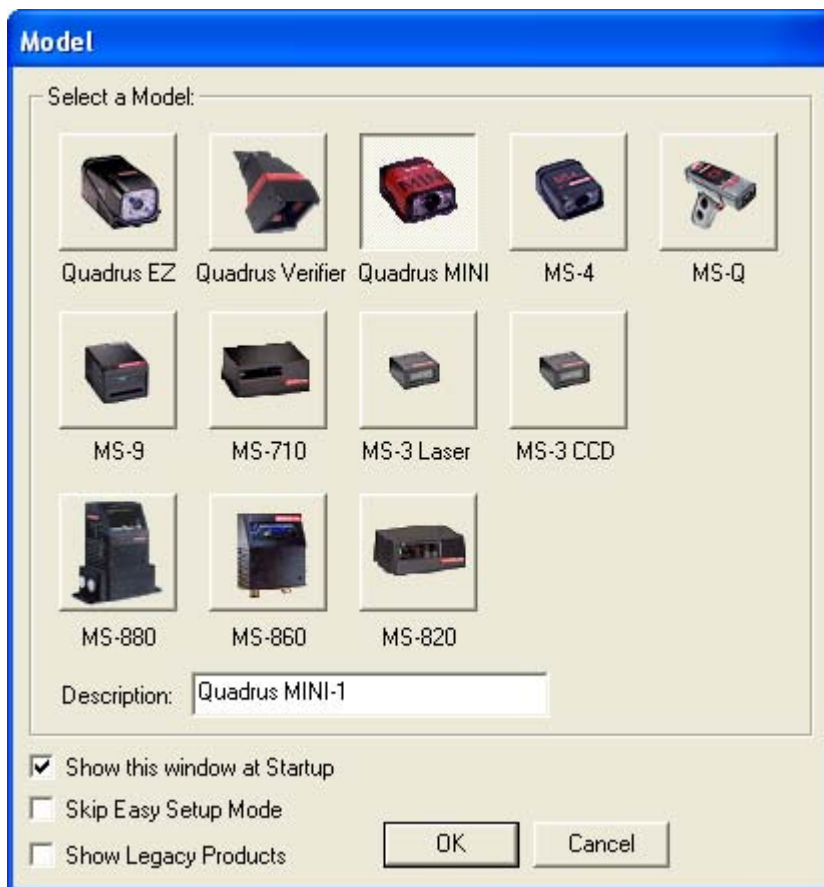 Model
Select a Model:
Quadrus EZ
Quadrus Verifier
Quadrus MINI
MS-4
MS-Q
MS-9
MS-710
MS-3 Laser
MS-3 CCD
MS-880
MS-860
MS-820
Description: Quadrus MINI-1
Show this window at Startup
Skip Easy Setup Mode
Show Legacy Products
OK
Cancel